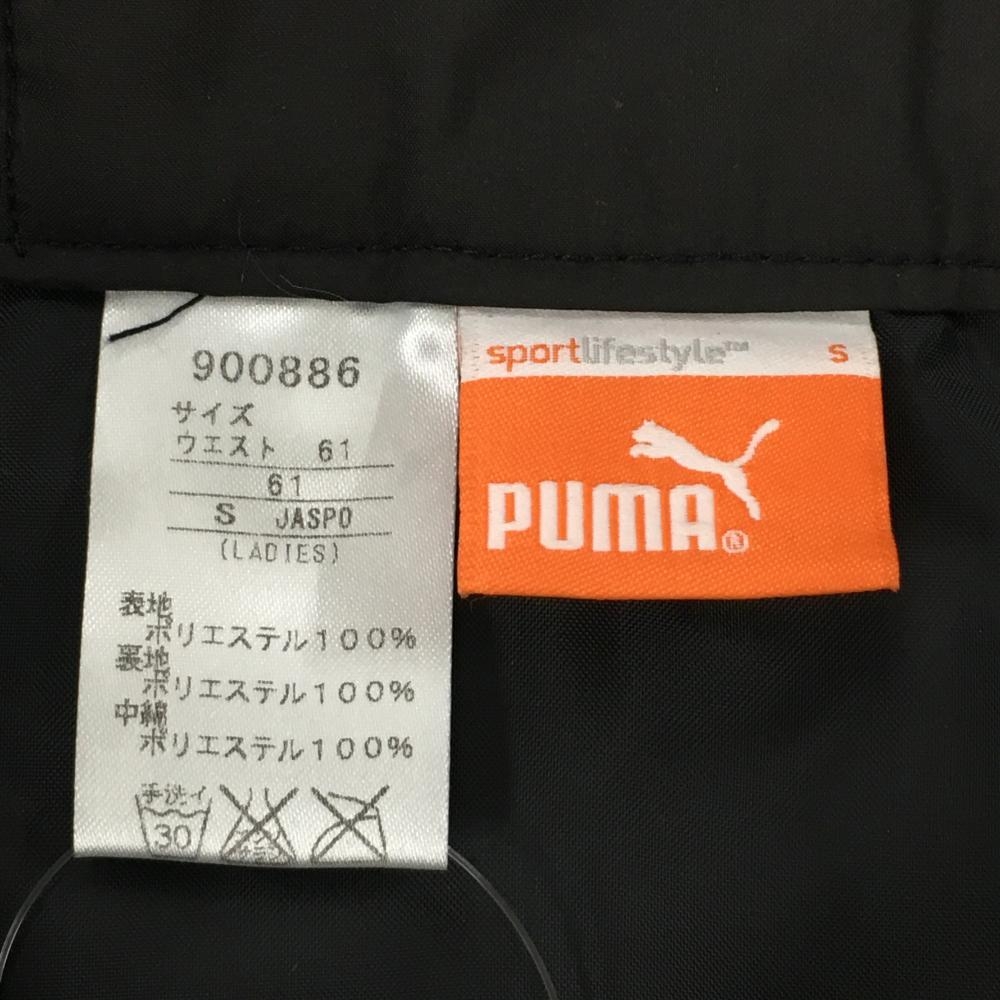 900886
サイズ
ウエスト 61
61
S JASPO
(LADIES)
表地
ポリエステル100%
裏地
ポリエステル100%
中綿
ポリエステル100%
手洗イ
30
sportlifestyle™ S
PUMA®